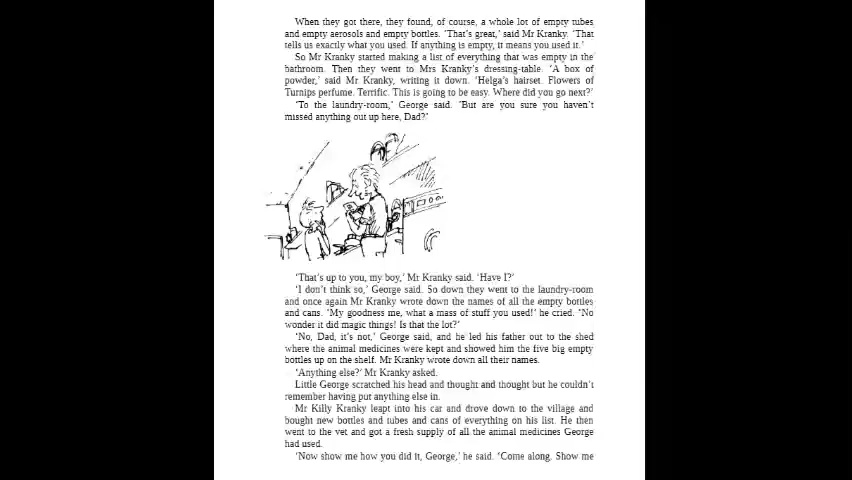 When they got there, they found, of course, a whole lot of empty tubes
and empty aerosols and empty bottles. ‘That’s great,’ said Mr Kranky. ‘That
tells us exactly what you used. If anything is empty, it means you used it.’
So Mr Kranky started making a list of everything that was empty in the
bathroom. Then they went to Mrs Kranky’s dressing-table. ‘A box of
powder,’ said Mr Kranky, writing it down. ‘Helga’s hairset. Flowers of
Turnips perfume. Terrific. This is going to be easy. Where did you go next?’
‘To the laundry-room,’ George said. ‘But are you sure you haven’t
missed anything out up here, Dad?’
‘That’s up to you, my boy,’ Mr Kranky said. ‘Have I?’
‘I don’t think so,’ George said. So down they went to the laundry-room
and once again Mr Kranky wrote down the names of all the empty bottles
and cans. ‘My goodness me, what a mass of stuff you used!’ he cried. ‘No
wonder it did magic things! Is that the lot?’
‘No, Dad, it’s not,’ George said, and he led his father out to the shed
where the animal medicines were kept and showed him the five big empty
bottles up on the shelf. Mr Kranky wrote down all their names.
‘Anything else?’ Mr Kranky asked.
Little George scratched his head and thought and thought but he couldn’t
remember having put anything else in.
Mr Killy Kranky leapt into his car and drove down to the village and
bought new bottles and tubes and cans of everything on his list. He then
went to the vet and got a fresh supply of all the animal medicines George
had used.
‘Now show me how you did it, George,’ he said. ‘Come along. Show me